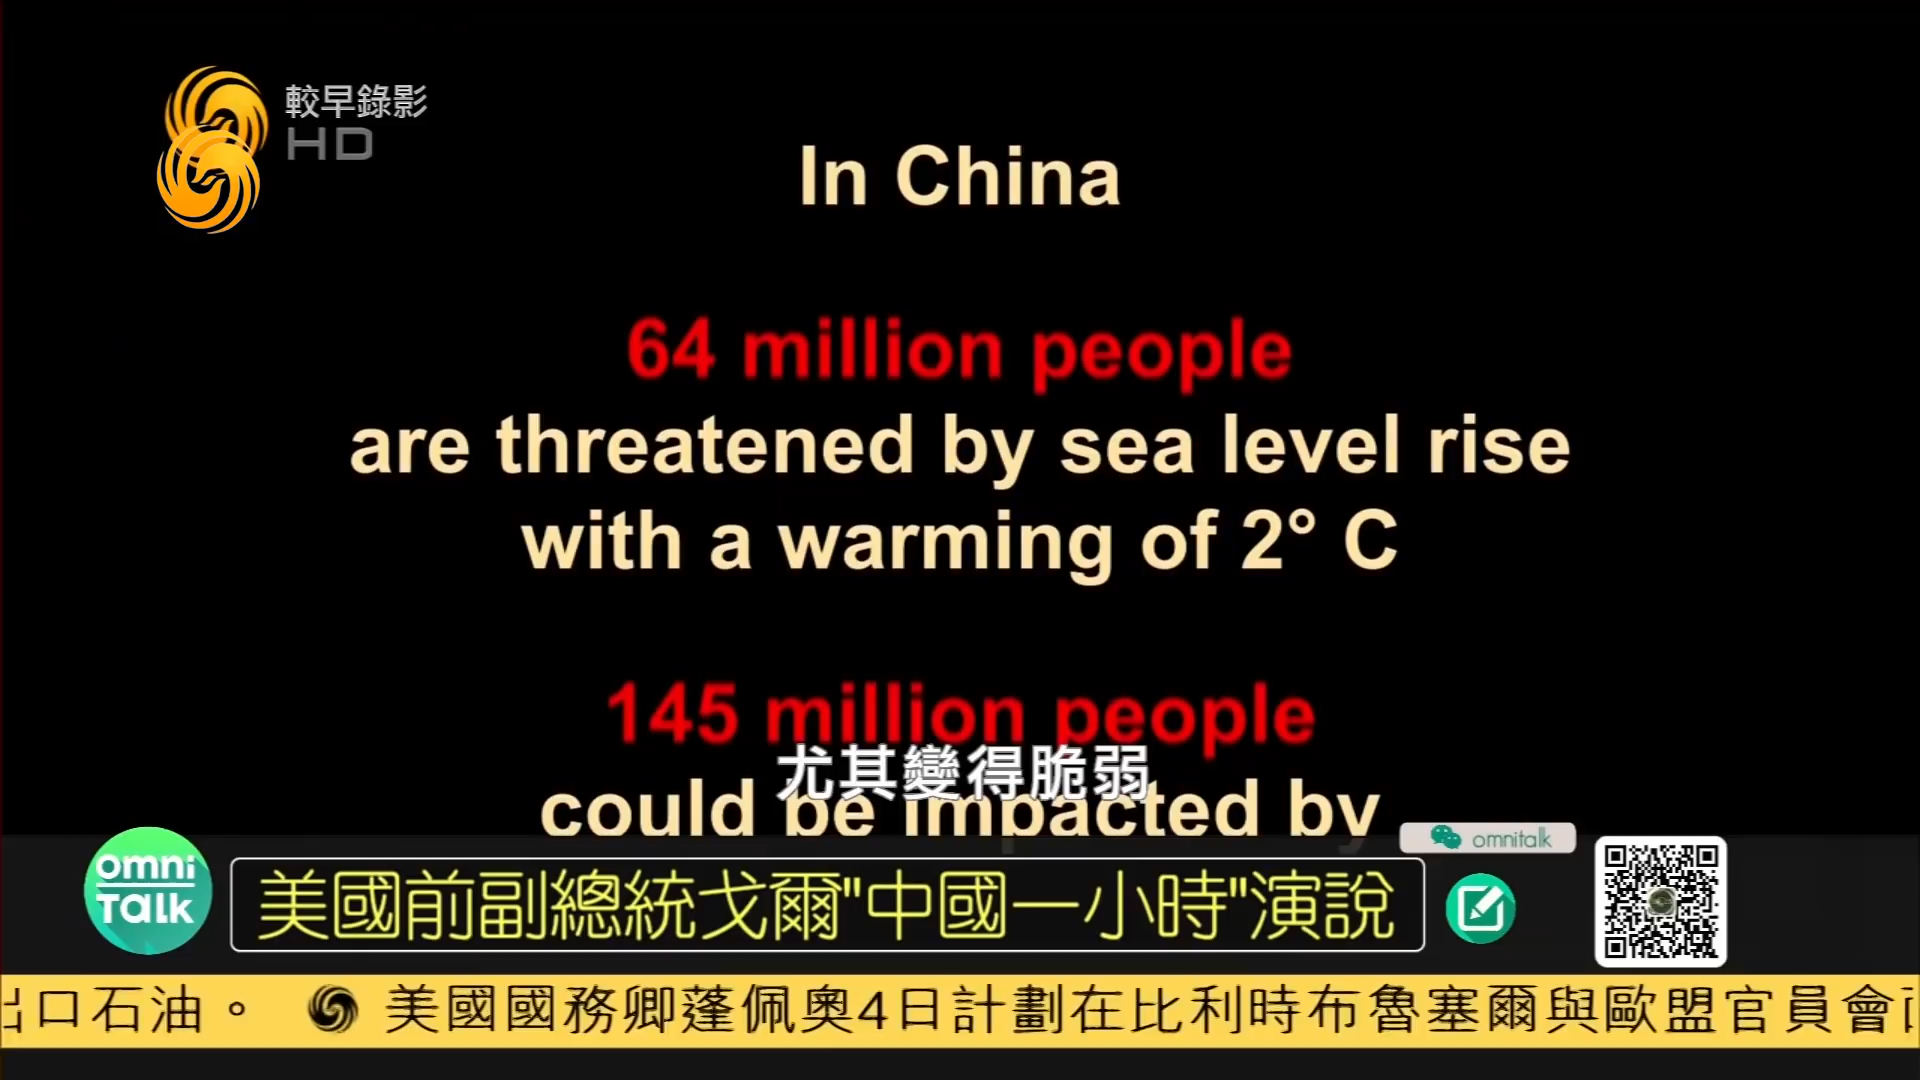 較早錄影
HD
In China
64 million people
are threatened by sea level rise
with a warming of 2° C
145 million people
尤其變得脆弱
could be impacted by
omnitalk
omni
Talk
美國前副總統戈爾"中國一小時"演說
出口石油。 美國國務卿蓬佩奧4日計劃在比利時布魯塞爾與歐盟官員會